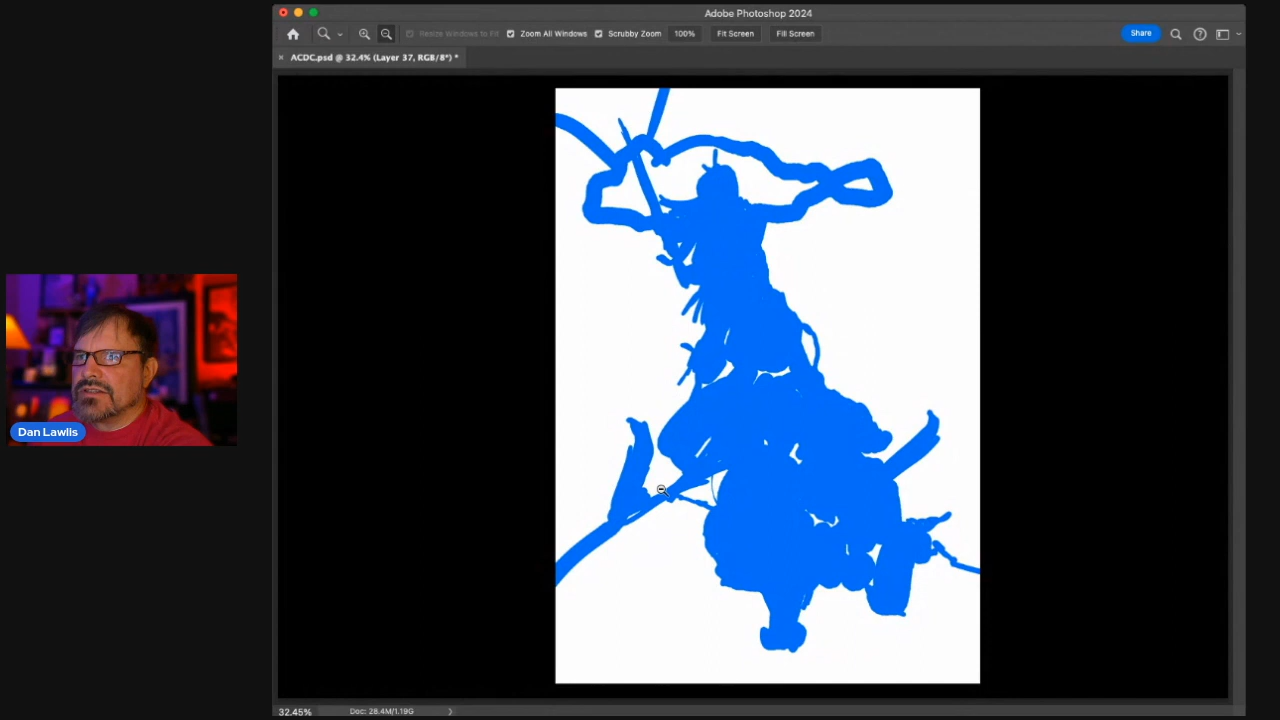 Adobe Photoshop 2024
Resize Windows to Fit
Zoom All Windows
Scrubby Zoom
100%
Fit Screen
Fill Screen
Share
ACDC.psd @ 32.4% (Layer 37, RGB/8*) *
Dan Lawlis
32.45%
Doc: 28.4M/1.19G